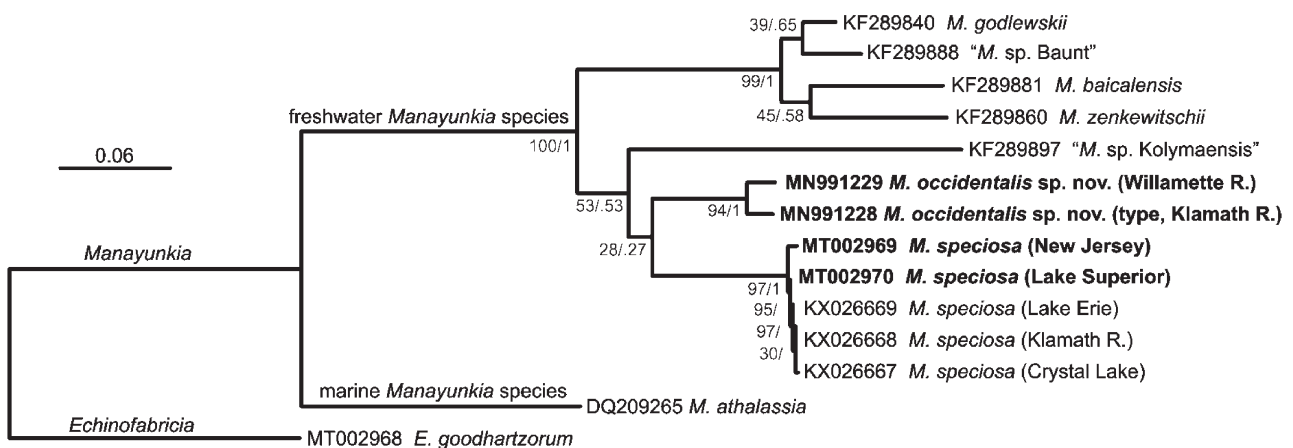 39/.65
KF289840 M. godlewskii
KF289888 “M. sp. Baunt”
99/1
KF289881 M. baicalensis
45/.58
KF289860 M. zenkewitschii
freshwater Manayunkia species
100/1
KF289897 “M. sp. Kolymaensis”
0.06
53/.53
MN991229 M. occidentalis sp. nov. (Willamette R.)
94/1
MN991228 M. occidentalis sp. nov. (type, Klamath R.)
28/.27
MT002969 M. speciosa (New Jersey)
Manayunkia
MT002970 M. speciosa (Lake Superior)
97/1
95/
KX026669 M. speciosa (Lake Erie)
97/
KX026668 M. speciosa (Klamath R.)
30/
KX026667 M. speciosa (Crystal Lake)
marine Manayunkia species
DQ209265 M. athalassia
Echinofabricia
MT002968 E. goodhartzorum